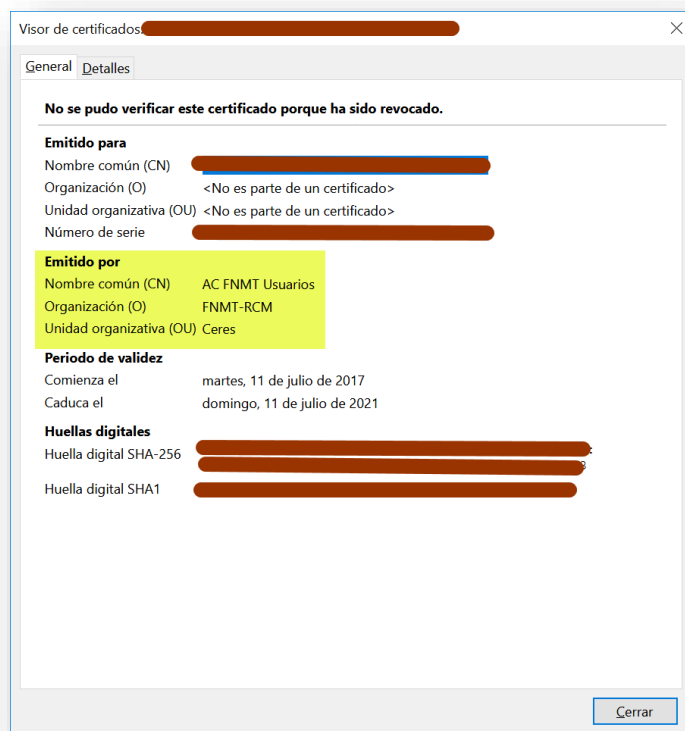 Visor de certificados:
General Detalles
No se pudo verificar este certificado porque ha sido revocado.
Emitido para
Nombre común (CN)
Organización (O) <No es parte de un certificado>
Unidad organizativa (OU) <No es parte de un certificado>
Número de serie
Emitido por
Nombre común (CN) AC FNMT Usuarios
Organización (O) FNMT-RCM
Unidad organizativa (OU) Ceres
Periodo de validez
Comienza el martes, 11 de julio de 2017
Caduca el domingo, 11 de julio de 2021
Huellas digitales
Huella digital SHA-256
Huella digital SHA1
Cerrar